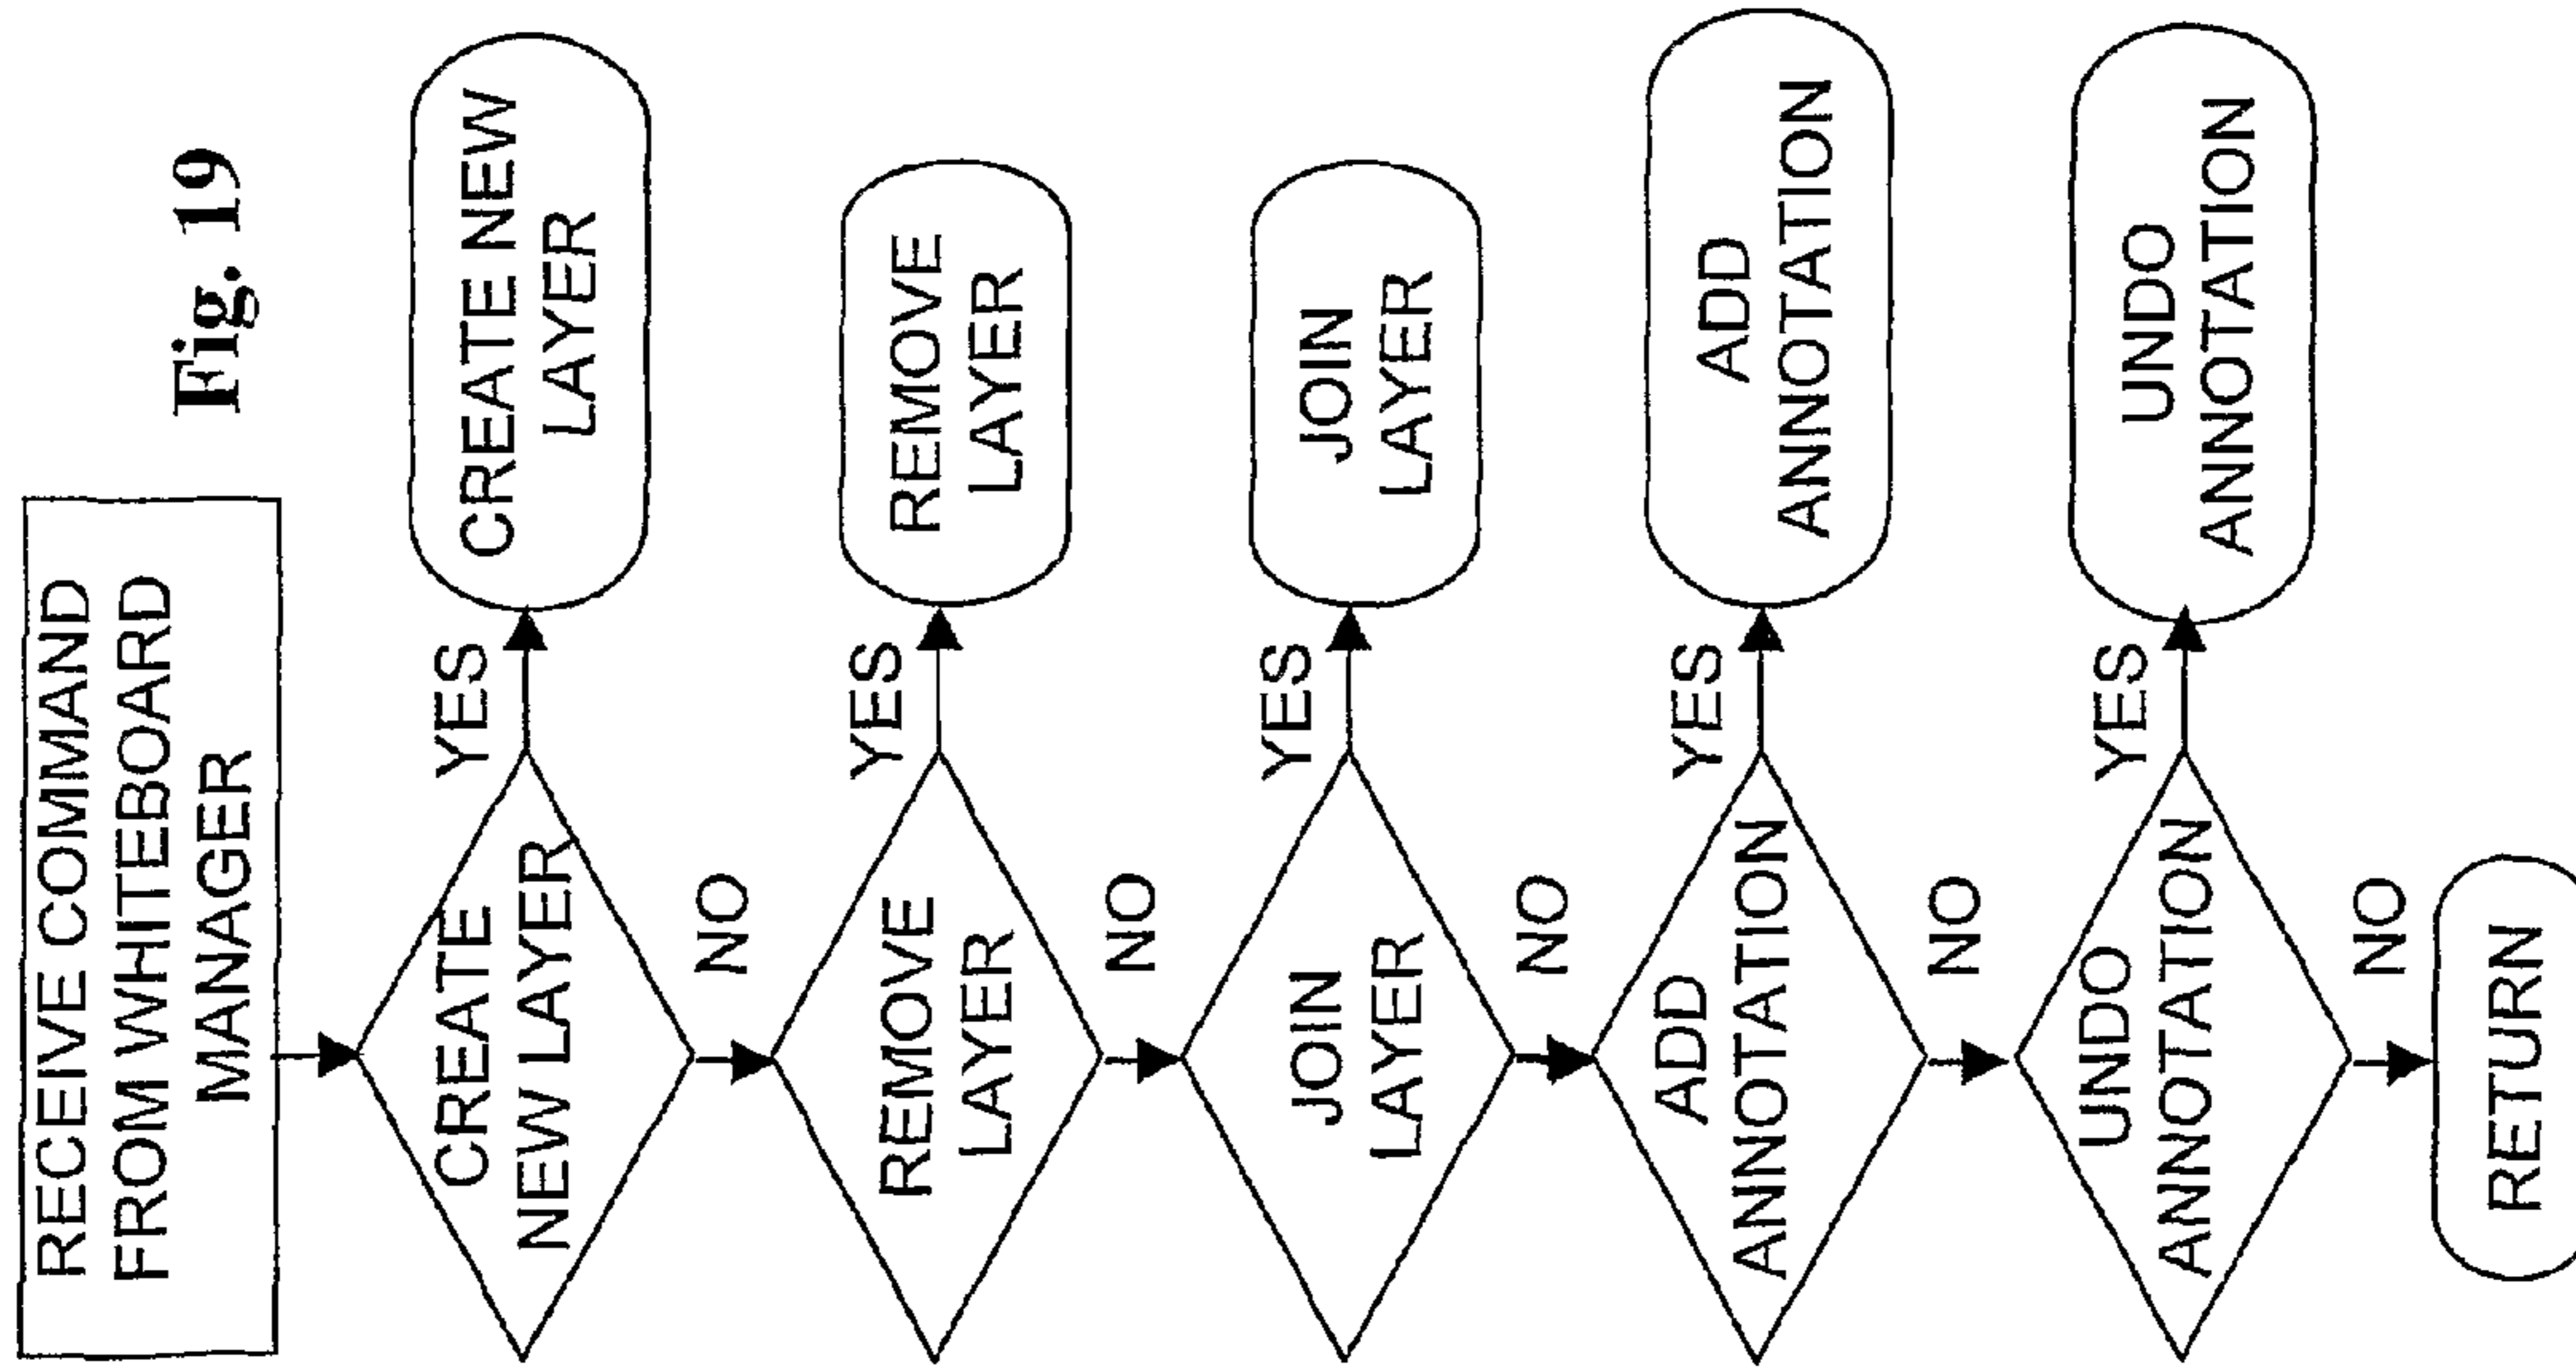 Fig. 19
RECEIVE COMMAND
FROM WHITEBOARD
MANAGER
CREATE
NEW LAYER
YES
CREATE NEW
LAYER
NO
REMOVE
LAYER
YES
REMOVE
LAYER
NO
JOIN
LAYER
YES
JOIN
LAYER
NO
ADD
ANNOTATION
YES
ADD
ANNOTATION
NO
UNDO
ANNOTATION
YES
UNDO
ANNOTATION
NO
RETURN